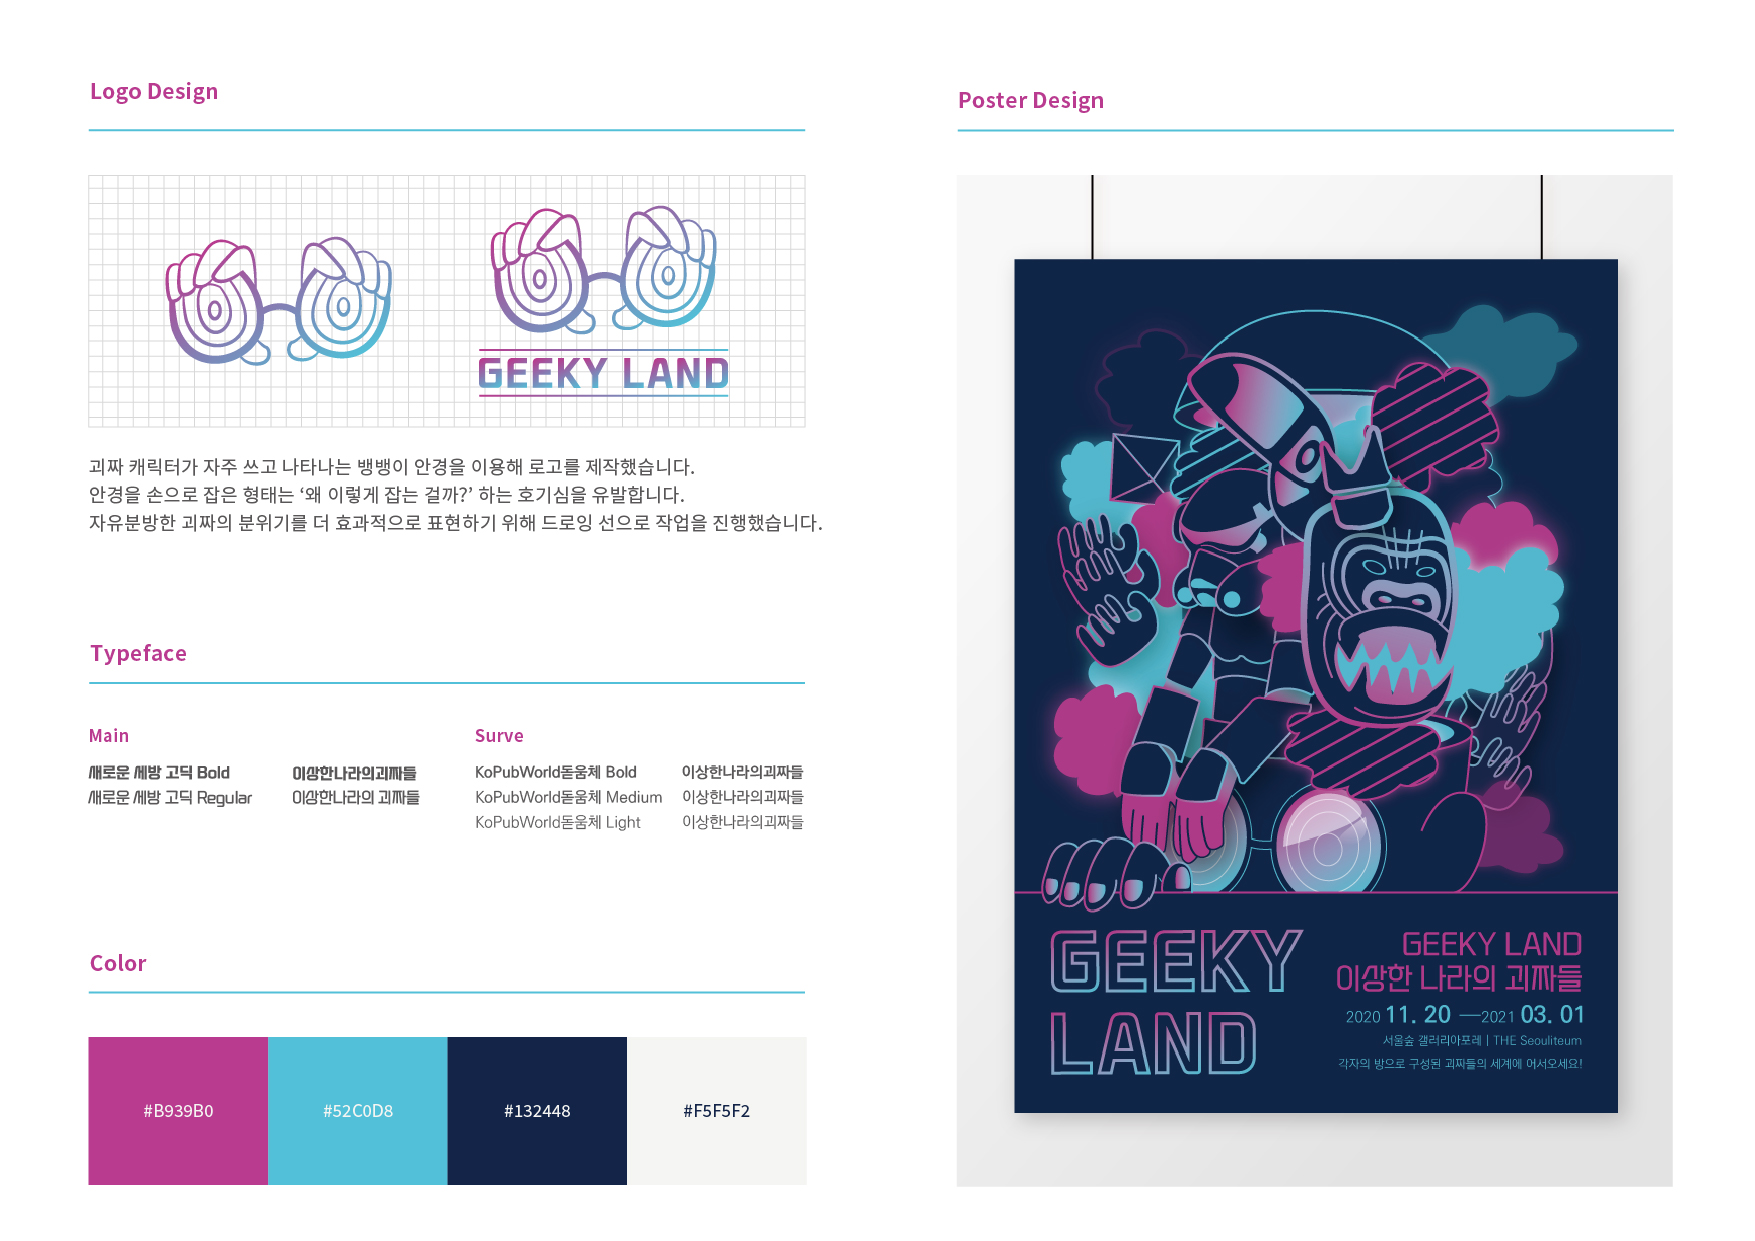 Logo Design
GEEKY LAND
괴짜 캐릭터가 자주 쓰고 나타나는 뱅뱅이 안경을 이용해 로고를 제작했습니다.
안경을 손으로 잡은 형태는 ‘왜 이렇게 잡는 걸까?’ 하는 호기심을 유발합니다.
자유분방한 괴짜의 분위기를 더 효과적으로 표현하기 위해 드로잉 선으로 작업을 진행했습니다.
Typeface
Main
새로운 세방 고딕 Bold 이상한나라의괴짜들
새로운 세방 고딕 Regular 이상한나라의 괴짜들
Surve
KoPubWorld돋움체 Bold 이상한나라의괴짜들
KoPubWorld돋움체 Medium 이상한나라의괴짜들
KoPubWorld돋움체 Light 이상한나라의괴짜들
Color
#B939B0 #52C0D8 #132448 #F5F5F2
Poster Design
GEEKY
LAND
GEEKY LAND
이상한 나라의 괴짜들
2020 11. 20 —2021 03. 01
서울숲 갤러리아포레 | THE Seouliteum
각자의 방으로 구성된 괴짜들의 세계에 어서오세요!